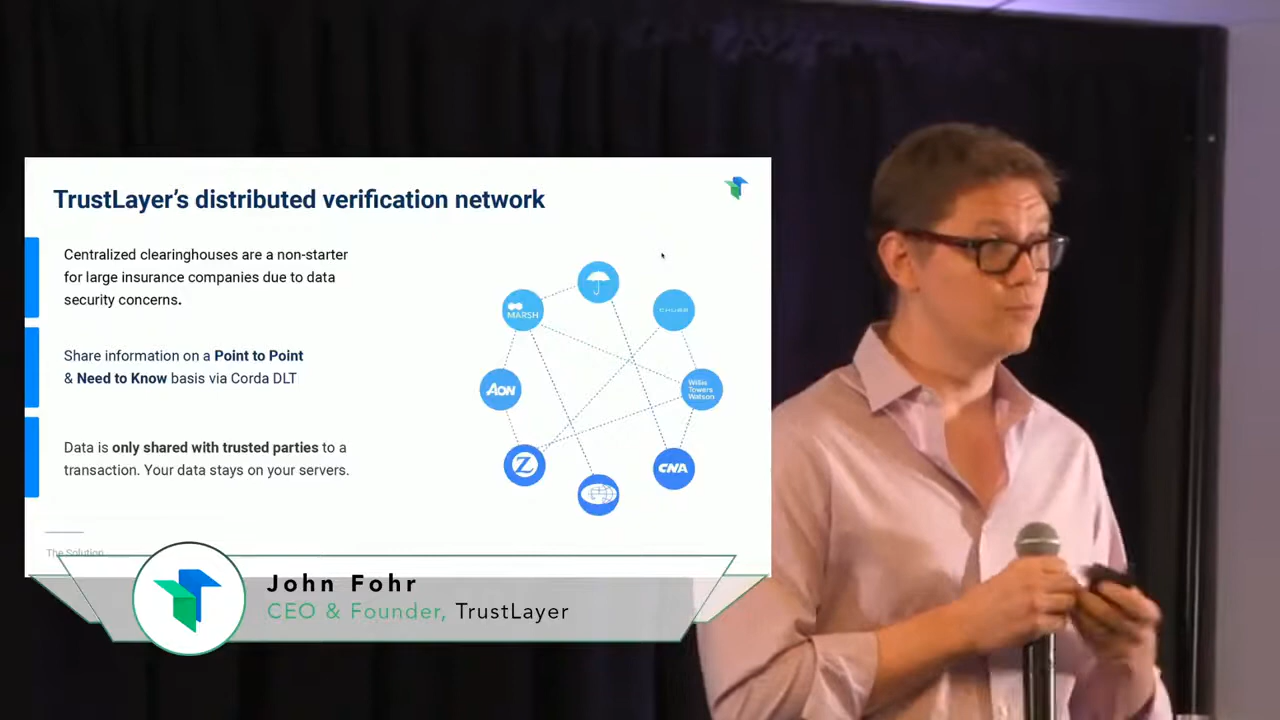 TrustLayer's distributed verification network
Centralized clearinghouses are a non-starter
for large insurance companies due to data
security concerns.
Share information on a Point to Point
& Need to Know basis via Corda DLT
Data is only shared with trusted parties to a
transaction. Your data stays on your servers.
MARSH
CHUBB
AON
Willis
Towers
Watson
Z
CNA
The Solution
John Fohr
CEO & Founder, TrustLayer